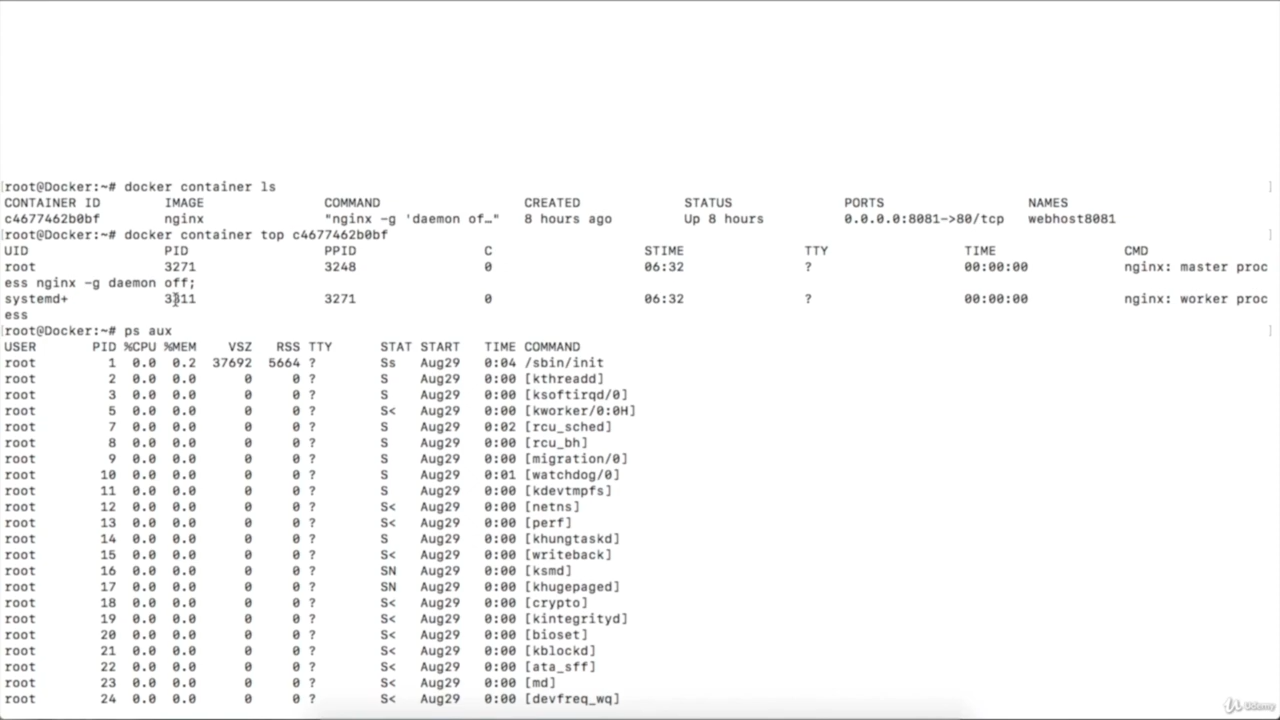 [root@Docker:~# docker container ls ]
CONTAINER ID IMAGE COMMAND CREATED STATUS PORTS NAMES
c4677462b0bf nginx "nginx -g 'daemon of…" 8 hours ago Up 8 hours 0.0.0.0:8081->80/tcp webhost8081
[root@Docker:~# docker container top c4677462b0bf ]
UID PID PPID C STIME TTY TIME CMD
root 3271 3248 0 06:32 ? 00:00:00 nginx: master proc
ess nginx -g daemon off;
systemd+ 3271 0 06:32 ? 00:00:00 nginx: worker proc
ess
[root@Docker:~# ps aux ]
USER PID %CPU %MEM VSZ RSS TTY STAT START TIME COMMAND
root 1 0.0 0.2 37692 5664 ? Ss Aug29 0:04 /sbin/init
root 2 0.0 0.0 0 0 ? S Aug29 0:00 [kthreadd]
root 3 0.0 0.0 0 0 ? S Aug29 0:00 [ksoftirqd/0]
root 5 0.0 0.0 0 0 ? S< Aug29 0:00 [kworker/0:0H]
root 7 0.0 0.0 0 0 ? S Aug29 0:02 [rcu_sched]
root 8 0.0 0.0 0 0 ? S Aug29 0:00 [rcu_bh]
root 9 0.0 0.0 0 0 ? S Aug29 0:00 [migration/0]
root 10 0.0 0.0 0 0 ? S Aug29 0:01 [watchdog/0]
root 11 0.0 0.0 0 0 ? S Aug29 0:00 [kdevtmpfs]
root 12 0.0 0.0 0 0 ? S< Aug29 0:00 [netns]
root 13 0.0 0.0 0 0 ? S< Aug29 0:00 [perf]
root 14 0.0 0.0 0 0 ? S Aug29 0:00 [khungtaskd]
root 15 0.0 0.0 0 0 ? S< Aug29 0:00 [writeback]
root 16 0.0 0.0 0 0 ? SN Aug29 0:00 [ksmd]
root 17 0.0 0.0 0 0 ? SN Aug29 0:00 [khugepaged]
root 18 0.0 0.0 0 0 ? S< Aug29 0:00 [crypto]
root 19 0.0 0.0 0 0 ? S< Aug29 0:00 [kintegrityd]
root 20 0.0 0.0 0 0 ? S< Aug29 0:00 [bioset]
root 21 0.0 0.0 0 0 ? S< Aug29 0:00 [kblockd]
root 22 0.0 0.0 0 0 ? S< Aug29 0:00 [ata_sff]
root 23 0.0 0.0 0 0 ? S< Aug29 0:00 [md]
root 24 0.0 0.0 0 0 ? S< Aug29 0:00 [devfreq_wq]
Udemy